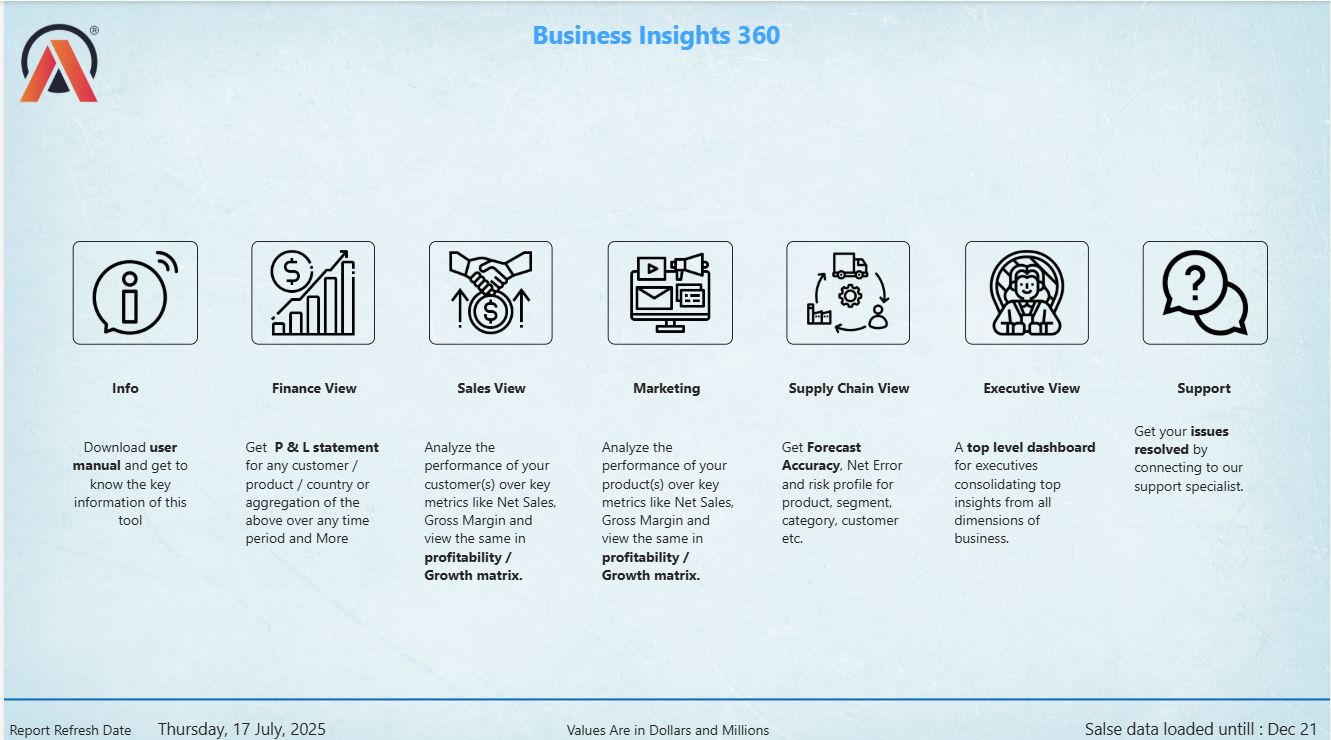 ®
Business Insights 360
Info
Download user
manual and get to
know the key
information of this
tool
Finance View
Get P & L statement
for any customer /
product / country or
aggregation of the
above over any time
period and More
Sales View
Analyze the
performance of your
customer(s) over key
metrics like Net Sales,
Gross Margin and
view the same in
profitability /
Growth matrix.
Marketing
Analyze the
performance of your
product(s) over key
metrics like Net Sales,
Gross Margin and
view the same in
profitability /
Growth matrix.
Supply Chain View
Get Forecast
Accuracy, Net Error
and risk profile for
product, segment,
category, customer
etc.
Executive View
A top level dashboard
for executives
consolidating top
insights from all
dimensions of
business.
Support
Get your issues
resolved by
connecting to our
support specialist.
Report Refresh Date Thursday, 17 July, 2025
Values Are in Dollars and Millions
Salse data loaded untill : Dec 21